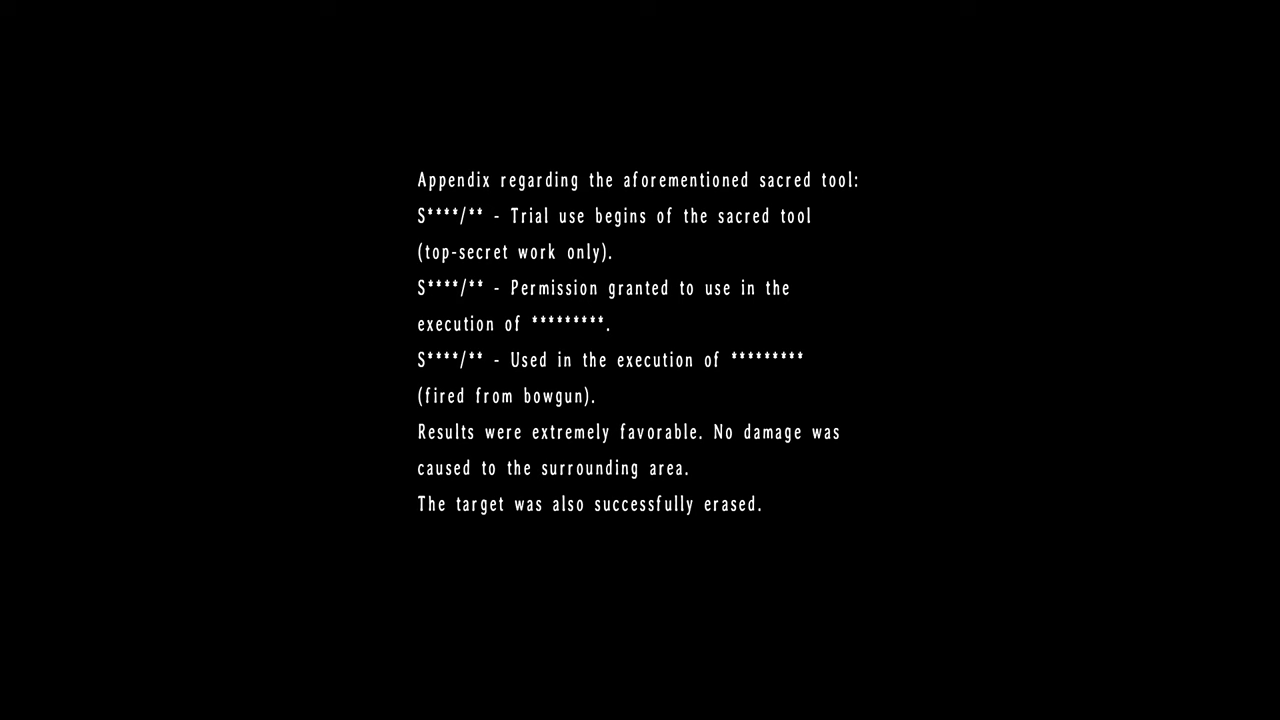 Appendix regarding the aforementioned sacred tool:
S****/** - Trial use begins of the sacred tool
(top-secret work only).
S****/** - Permission granted to use in the
execution of *********.
S****/** - Used in the execution of *********
(fired from bowgun).
Results were extremely favorable. No damage was
caused to the surrounding area.
The target was also successfully erased.